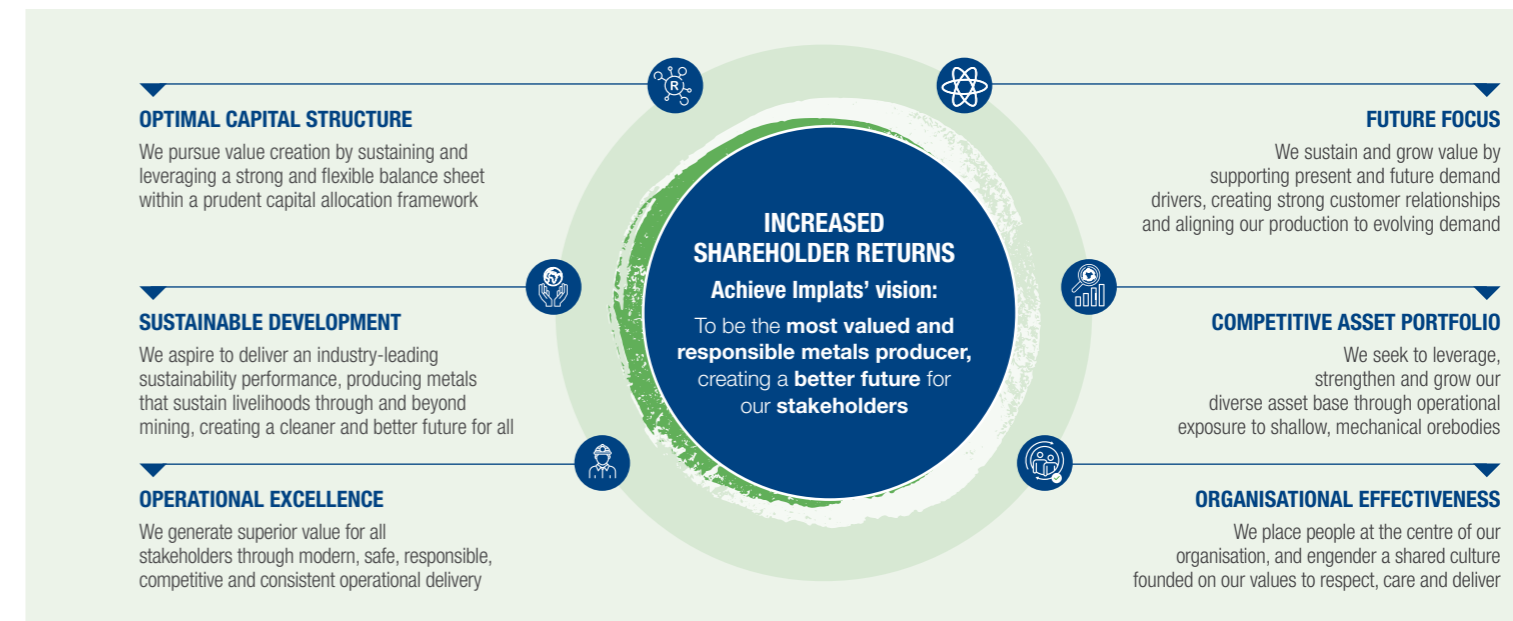 R
OPTIMAL CAPITAL STRUCTURE
We pursue value creation by sustaining and
leveraging a strong and flexible balance sheet
within a prudent capital allocation framework
SUSTAINABLE DEVELOPMENT
We aspire to deliver an industry-leading
sustainability performance, producing metals
that sustain livelihoods through and beyond
mining, creating a cleaner and better future for all
OPERATIONAL EXCELLENCE
We generate superior value for all
stakeholders through modern, safe, responsible,
competitive and consistent operational delivery
INCREASED
SHAREHOLDER RETURNS
Achieve Implats' vision:
To be the most valued and
responsible metals producer,
creating a better future for
our stakeholders
FUTURE FOCUS
We sustain and grow value by
supporting present and future demand
drivers, creating strong customer relationships
and aligning our production to evolving demand
COMPETITIVE ASSET PORTFOLIO
We seek to leverage,
strengthen and grow our
diverse asset base through operational
exposure to shallow, mechanical orebodies
ORGANISATIONAL EFFECTIVENESS
We place people at the centre of our
organisation, and engender a shared culture
founded on our values to respect, care and deliver